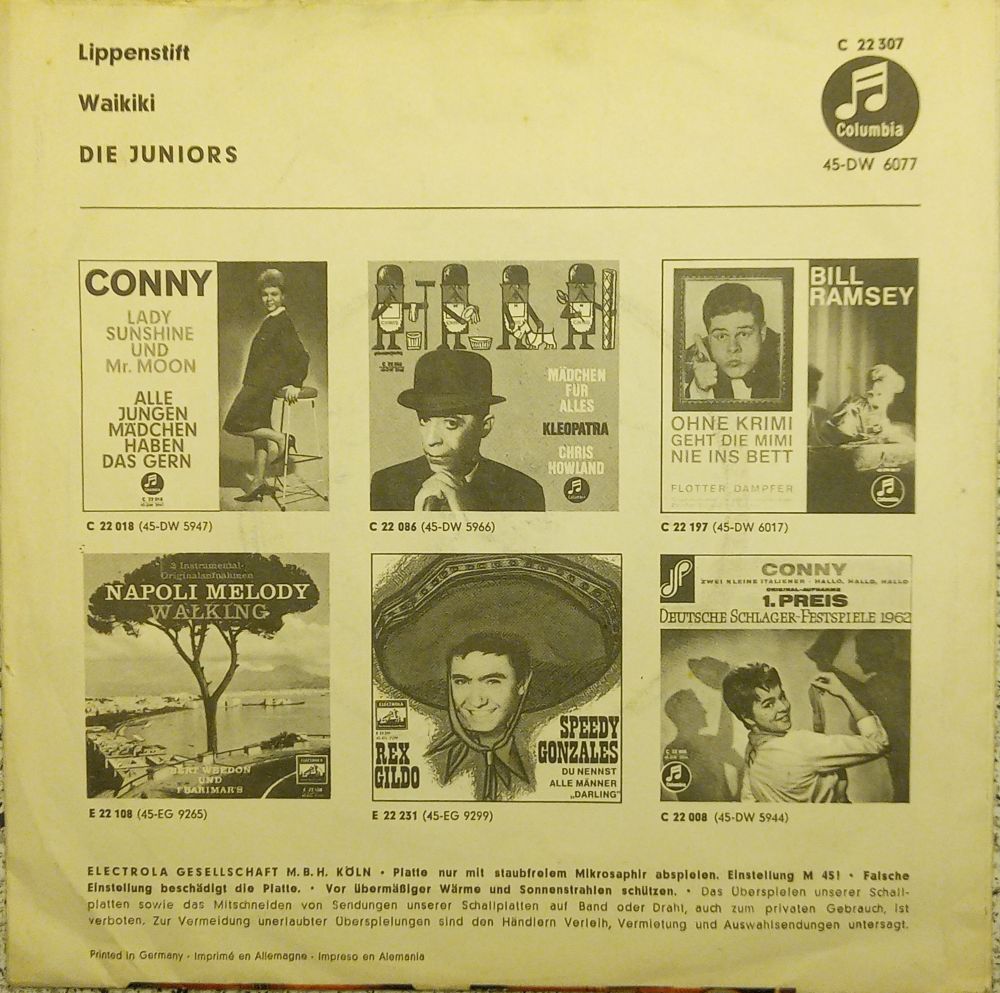 Lippenstift
Waikiki
DIE JUNIORS
C 22 307
Columbia
45-DW 6077
CONNY
LADY
SUNSHINE
UND
Mr. MOON
ALLE
JUNGEN
MÄDCHEN
HABEN
DAS GERN
C 22 018 (45-DW 5947)
MÄDCHEN
FÜR
ALLES
KLEOPATRA
CHRIS
HOWLAND
C 22 086 (45-DW 5966)
BILL
RAMSEY
OHNE KRIMI
GEHT DIE MIMI
NIE INS BETT
FLOTTER DAMPFER
C 22 197 (45-DW 6017)
2 Instrumental-
Originalaufnahmen
NAPOLI MELODY
WALKING
BERT WEEDON
UND
E 22 108 (45-EG 9265)
ELECTROLA
REX
GILDO
SPEEDY
GONZALES
DU NENNST
ALLE MÄNNER
„DARLING"
E 22 231 (45-EG 9299)
CONNY
ZWEI KLEINE ITALIENER - HALLO, HALLO, HALLO
ORIGINAL-AUFNAHME
1. PREIS
DEUTSCHE SCHLAGER-FESTSPIELE 1962
C 22 008 (45-DW 5944)
ELECTROLA GESELLSCHAFT M.B.H. KÖLN · Platte nur mit staubfreiem Mikrosaphir abspielen. Einstellung M 45! · Falsche
Einstellung beschädigt die Platte. · Vor übermäßiger Wärme und Sonnenstrahlen schützen. · Das Überspielen unserer Schall-
platten sowie das Mitschneiden von Sendungen unserer Schallplatten auf Band oder Draht, auch zum privaten Gebrauch, ist
verboten. Zur Vermeidung unerlaubter Überspielungen sind den Händlern Verleih, Vermietung und Auswahlsendungen untersagt.
Printed in Germany · Imprimé en Allemagne · Impreso en Alemania